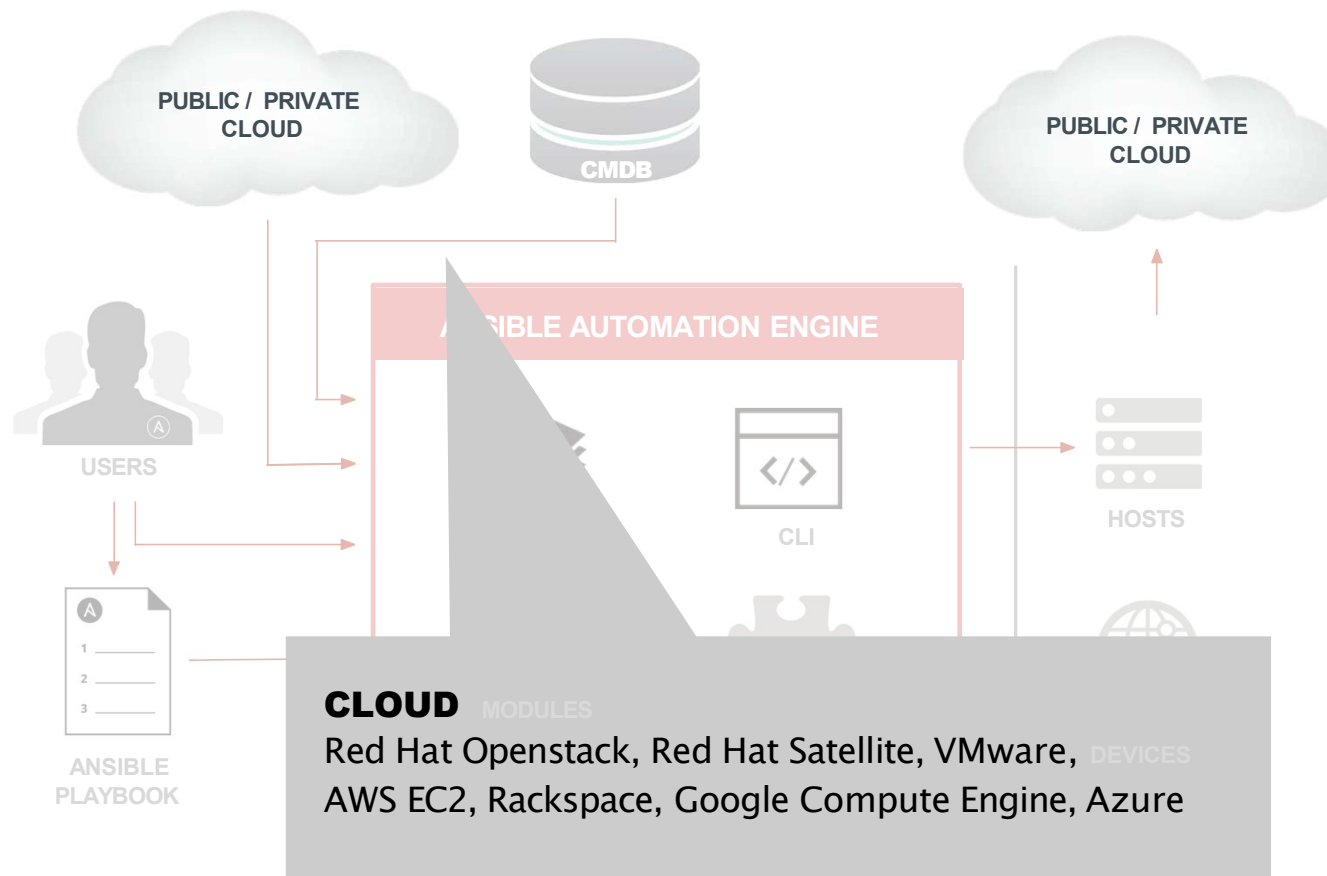 PUBLIC / PRIVATE
CLOUD
CMDB
PUBLIC / PRIVATE
CLOUD
SIBLE AUTOMATION ENGINE
USERS
</>
CLI
HOSTS
1
2
3
ANSIBLE
PLAYBOOK
CLOUD MODULES
Red Hat Openstack, Red Hat Satellite, VMware, DEVICES
AWS EC2, Rackspace, Google Compute Engine, Azure